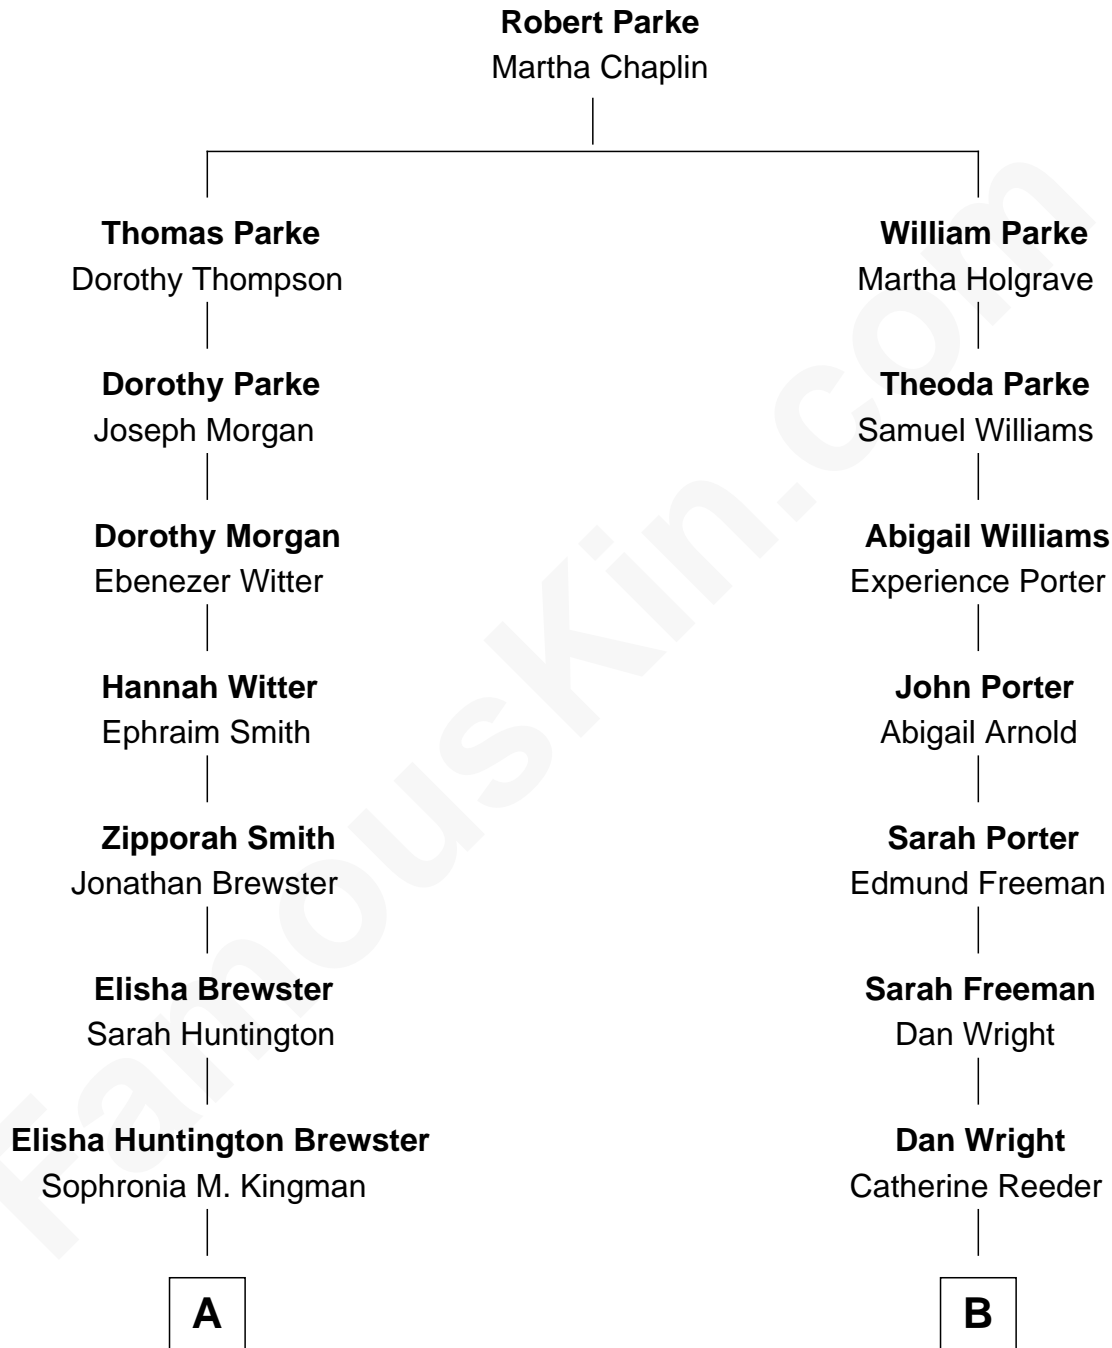 Robert Parke
Martha Chaplin
Thomas Parke
Dorothy Thompson
William Parke
Martha Holgrave
Dorothy Parke
Joseph Morgan
Theoda Parke
Samuel Williams
Dorothy Morgan
Ebenezer Witter
Abigail Williams
Experience Porter
Hannah Witter
Ephraim Smith
John Porter
Abigail Arnold
Zipporah Smith
Jonathan Brewster
Sarah Porter
Edmund Freeman
Elisha Brewster
Sarah Huntington
Sarah Freeman
Dan Wright
Elisha Huntington Brewster
Sophronia M. Kingman
Dan Wright
Catherine Reeder
A
B
FamousKin.com